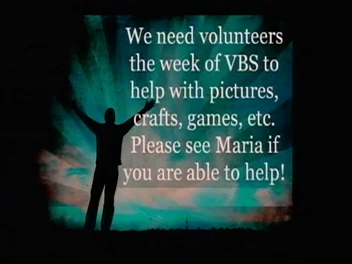 We need volunteers
the week of VBS to
help with pictures,
crafts, games, etc.
Please see Maria if
you are able to help!